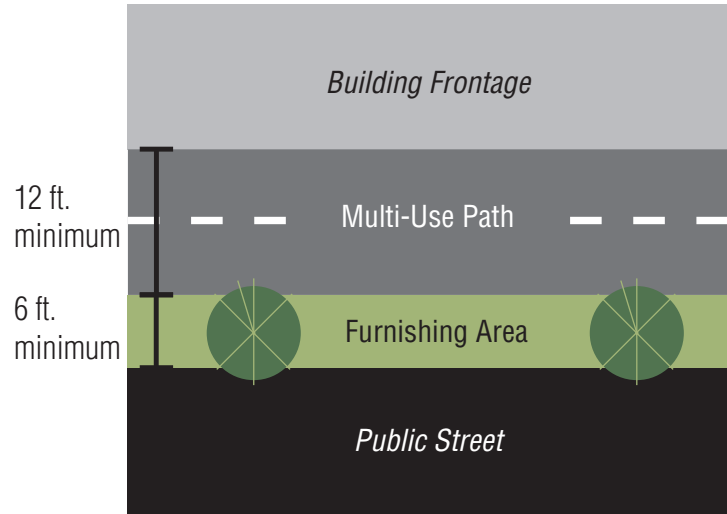 Building Frontage
12 ft.
minimum
Multi-Use Path
6 ft.
minimum
Furnishing Area
Public Street